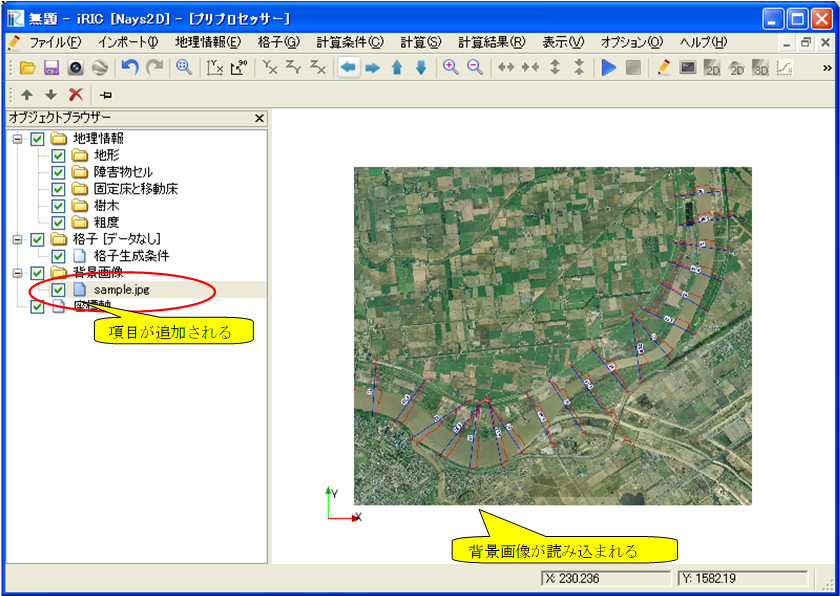 無題 - iRIC [Nays2D] - [プリプロセッサー]
ファイル(F) インポート(I) 地理情報(E) 格子(G) 計算条件(C) 計算(S) 計算結果(R) 表示(V) オプション(O) ヘルプ(H)
オブジェクトブラウザー
地理情報
地形
障害物セル
固定床と移動床
樹木
粗度
格子 [データなし]
格子生成条件
背景画像
sample.jpg
座標軸
項目が追加される
Y
X
背景画像が読み込まれる
X: 230.236 Y: 1582.19